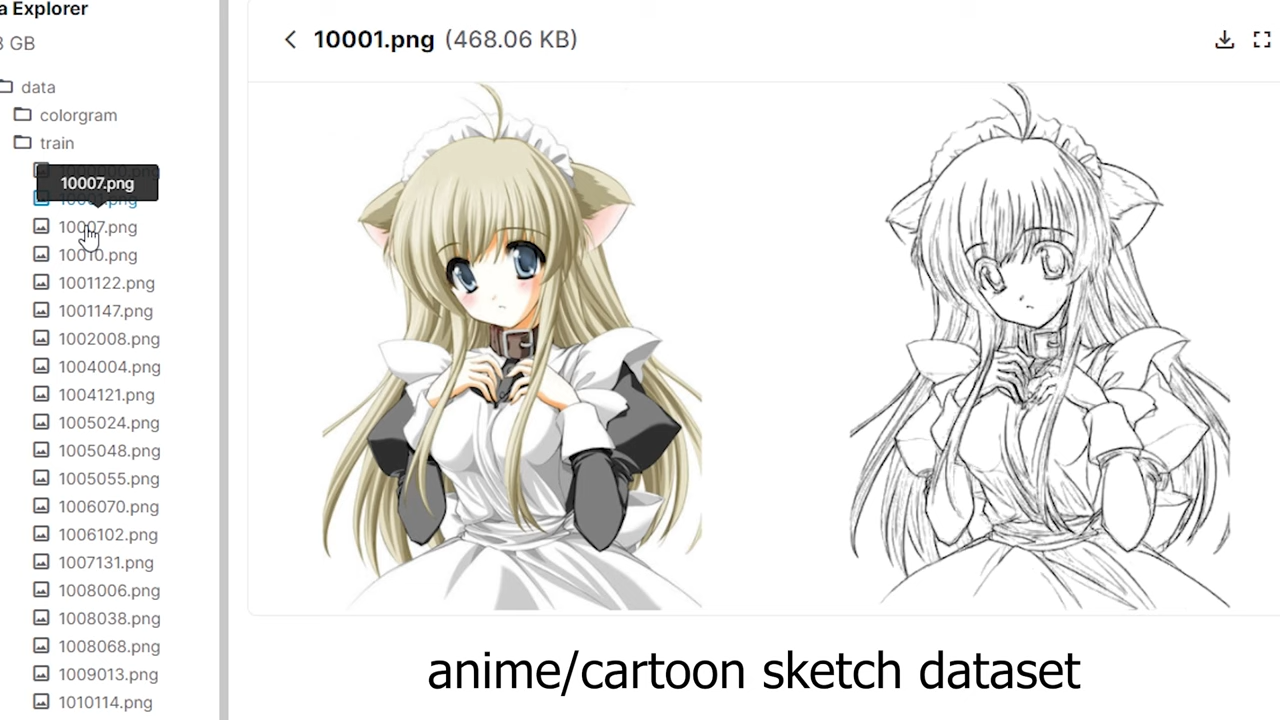 a Explorer
GB
data
colorgram
train
10007.png
10007.png
10010.png
1001122.png
1001147.png
1002008.png
1004004.png
1004121.png
1005024.png
1005048.png
1005055.png
1006070.png
1006102.png
1007131.png
1008006.png
1008038.png
1008068.png
1009013.png
1010114.png
10001.png (468.06 KB)
anime/cartoon sketch dataset